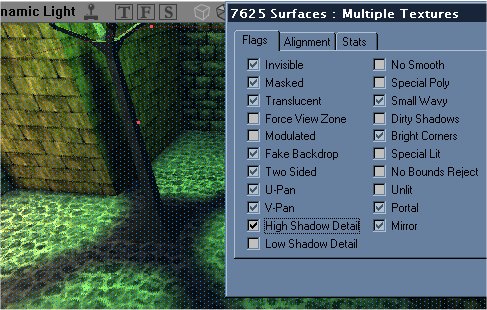 namic Light T F S
7625 Surfaces : Multiple Textures
Flags Alignment Stats
Invisible No Smooth
Masked Special Poly
Translucent Small Wavy
Force View Zone Dirty Shadows
Modulated Bright Corners
Fake Backdrop Special Lit
Two Sided No Bounds Reject
U-Pan Unlit
V-Pan Portal
High Shadow Detail Mirror
Low Shadow Detail